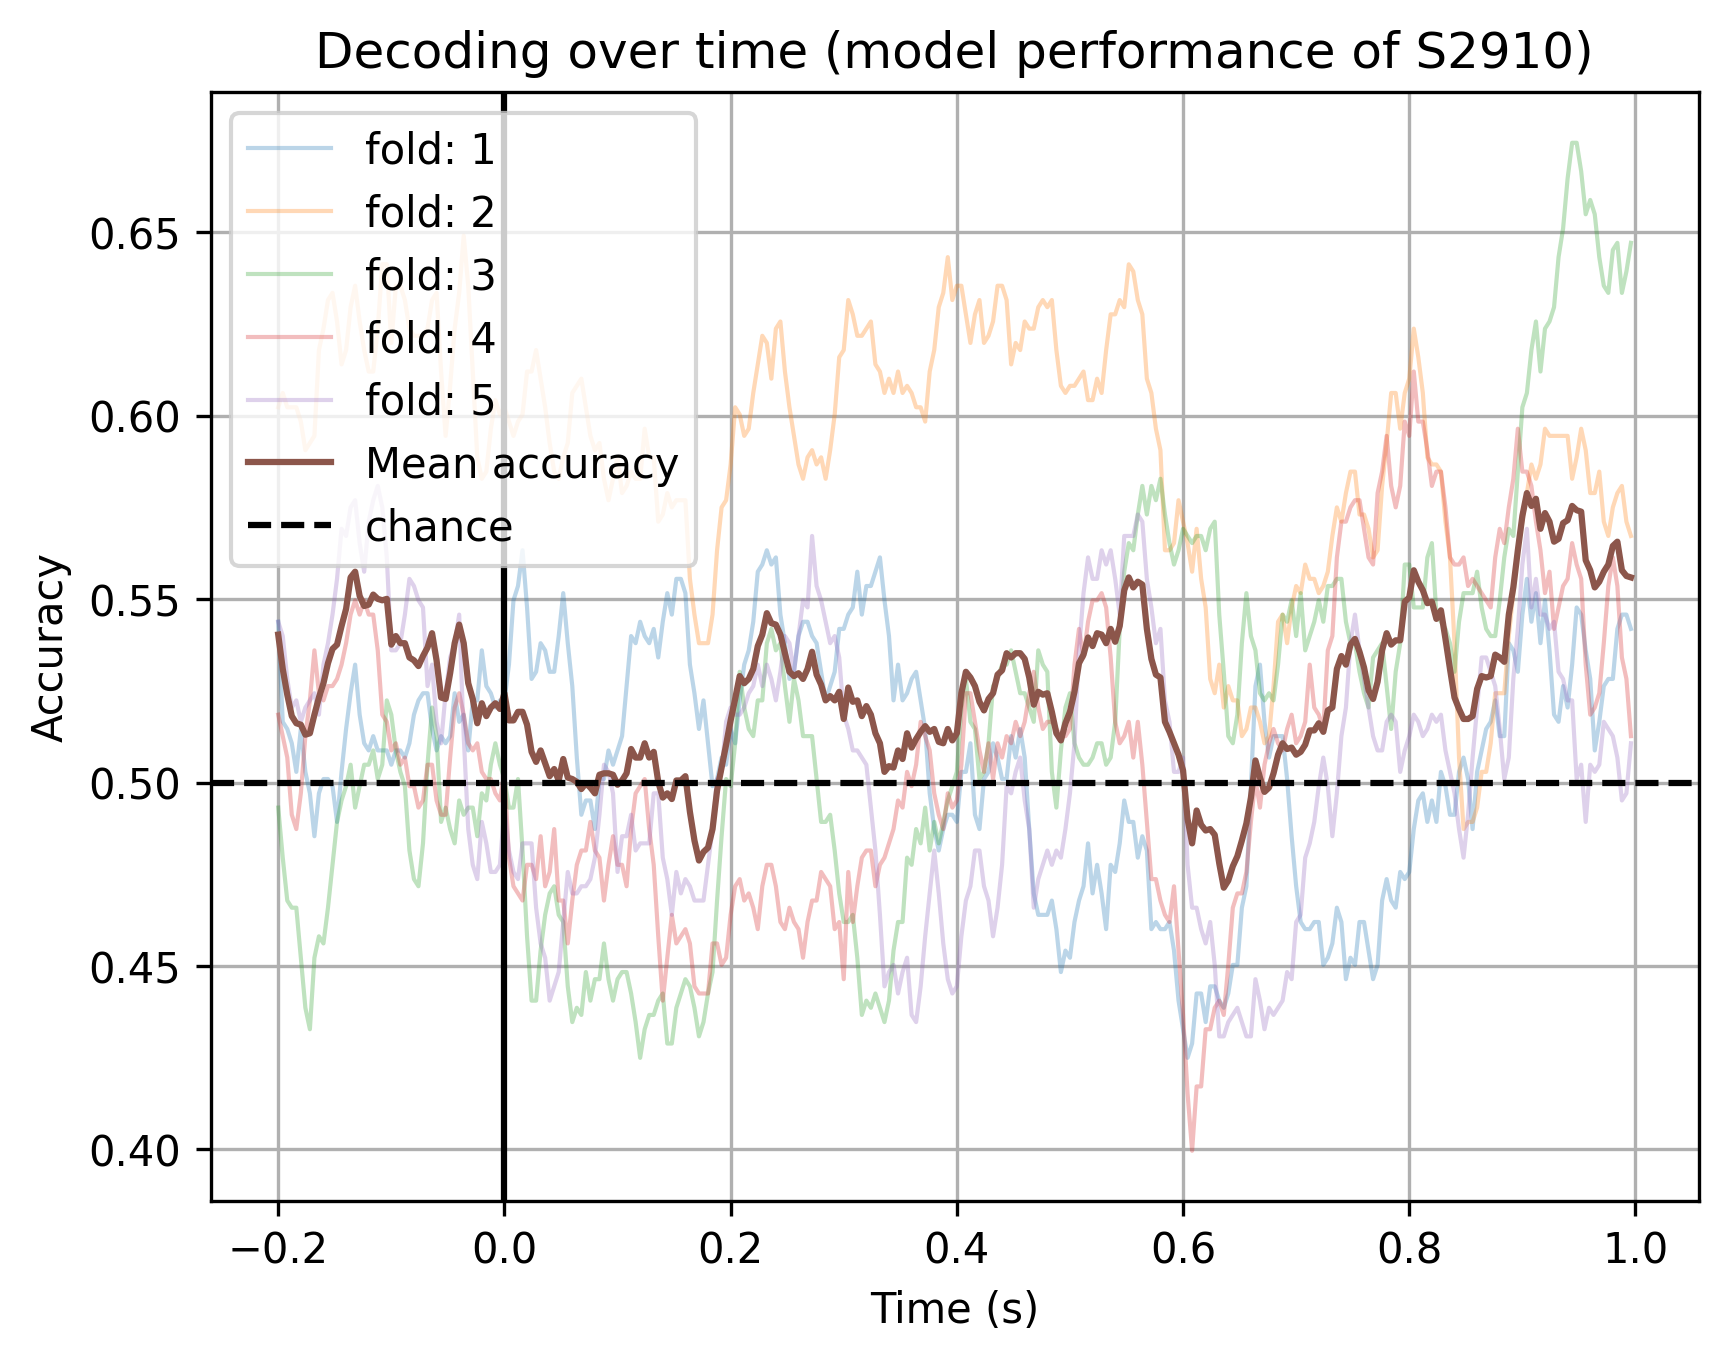 Decoding over time (model performance of S2910)
fold: 1
fold: 2
fold: 3
fold: 4
fold: 5
Mean accuracy
chance
Accuracy
0.65
0.60
0.55
0.50
0.45
0.40
−0.2 0.0 0.2 0.4 0.6 0.8 1.0
Time (s)